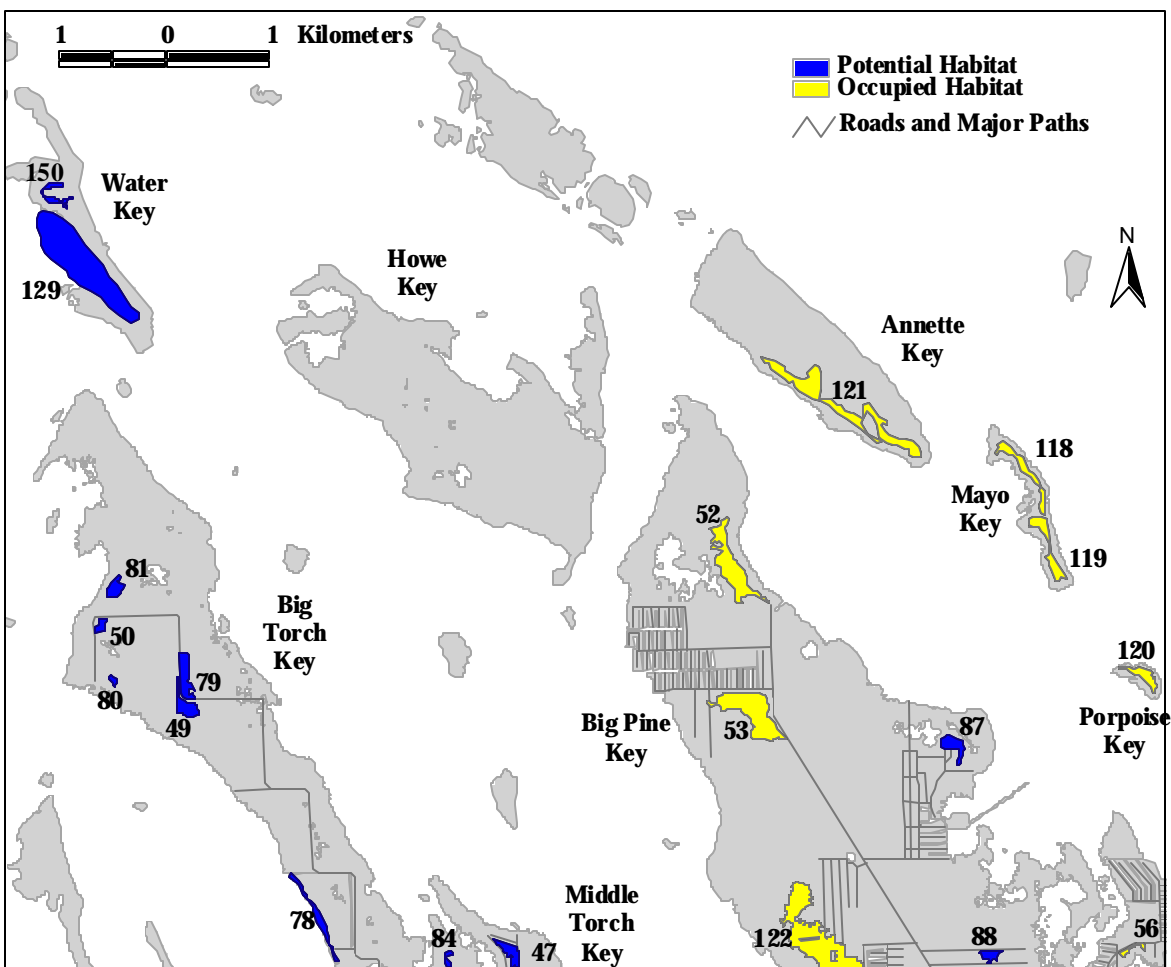 1 0 1 Kilometers
Potential Habitat
Occupied Habitat
Roads and Major Paths
150
Water
Key
129
Howe
Key
N
Annette
Key
121
118
Mayo
Key
119
52
81
50
Big
Torch
Key
80
79
49
120
Porpoise
Key
Big Pine
Key
53
87
78
84
Middle
Torch
Key
47
122
88
56